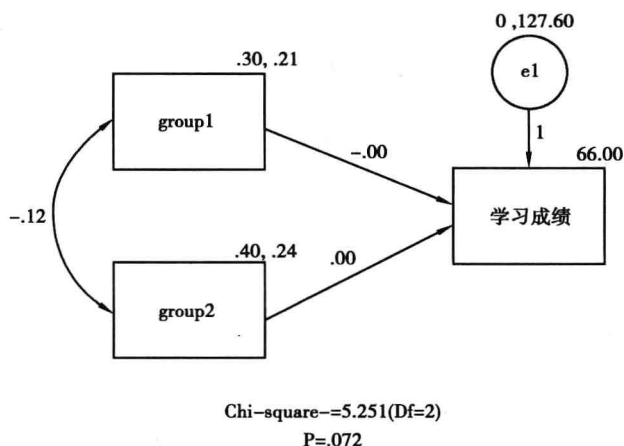 0 ,127.60
e1
1
.30, .21
group1
-.00
66.00
学习成绩
-.12
.40, .24
.00
group2
Chi-square-=5.251(Df=2)
P=.072